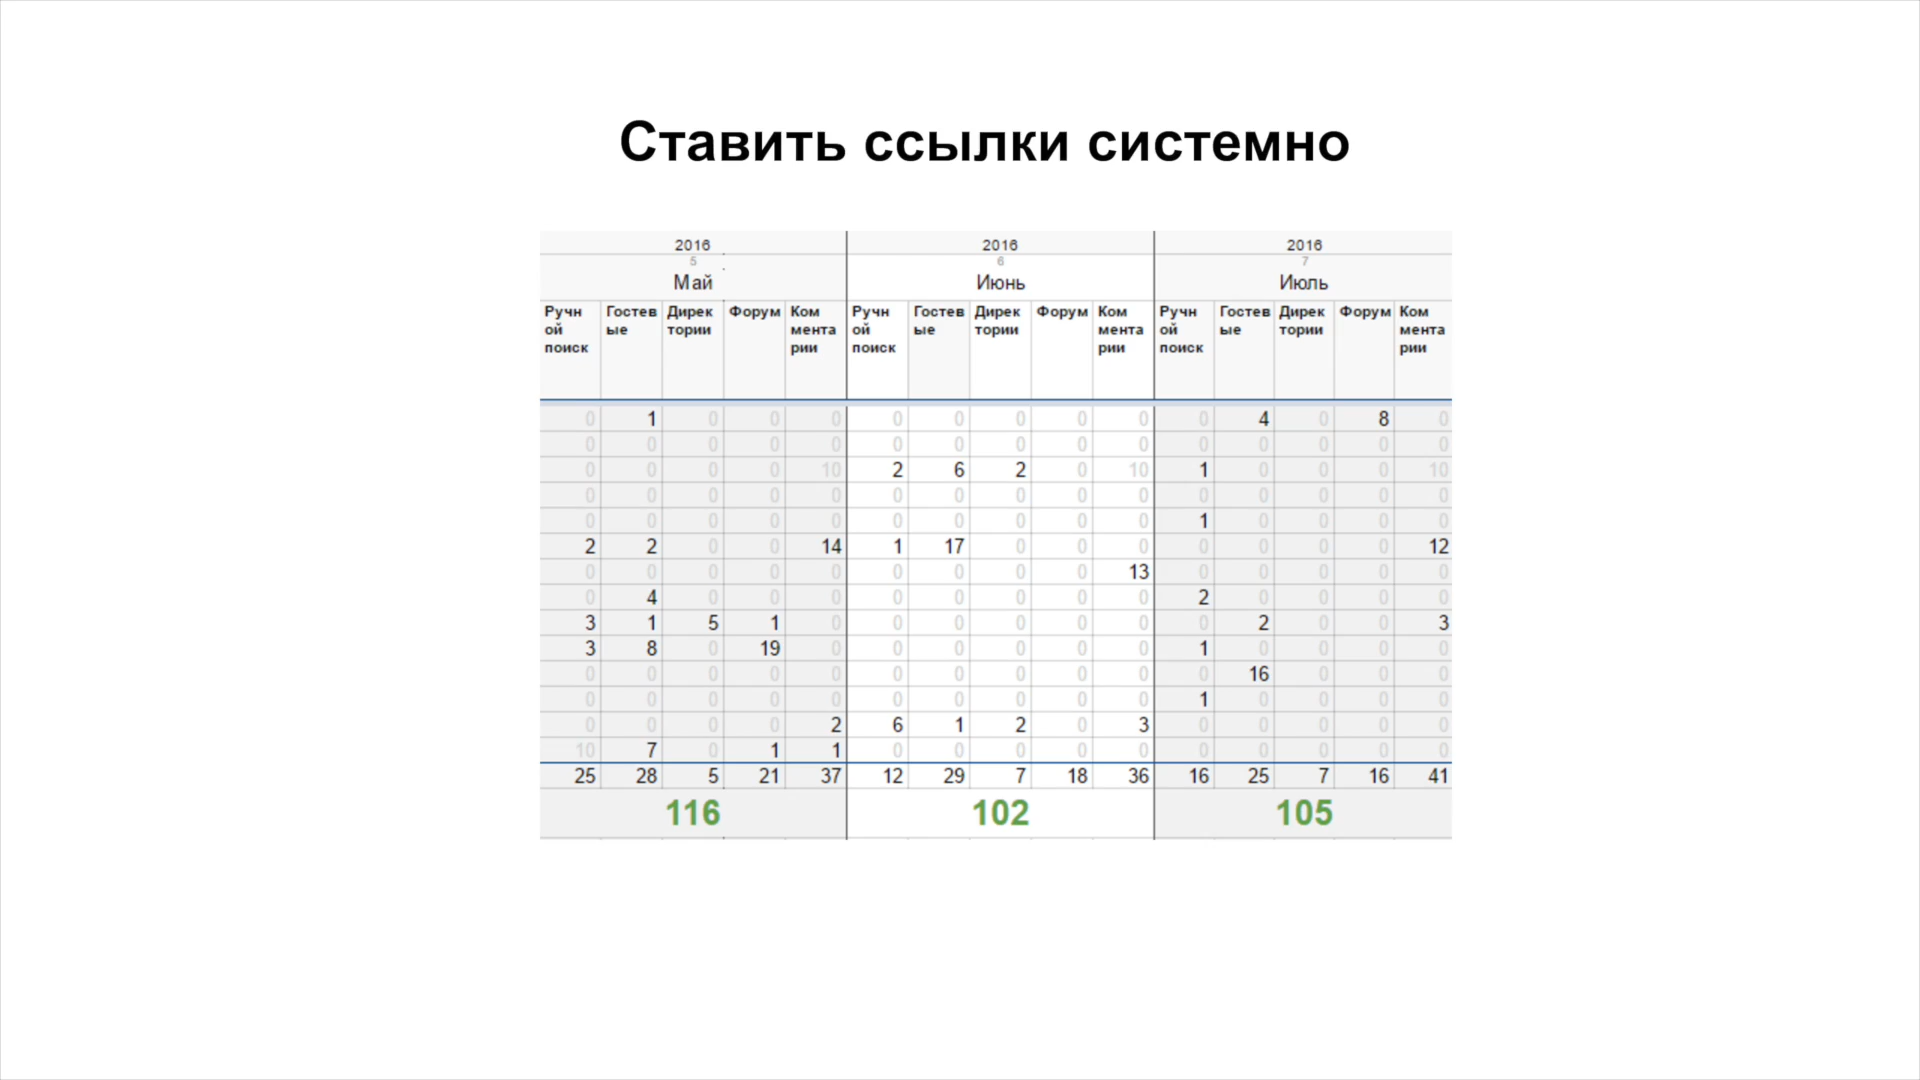 Ставить ссылки системно
2016 2016 2016
5 6 7
Май Июнь Июль
Ручн Гостев Дирек Форум Ком Ручн Гостев Дирек Форум Ком Ручн Гостев Дирек Форум Ком
ой ые тории мента ой ые тории мента ой ые тории мента
поиск рии поиск рии поиск рии
0 1 0 0 0 0 0 0 0 0 0 4 0 8 0
0 0 0 0 0 0 0 0 0 0 0 0 0 0 0
0 0 0 0 10 2 6 2 0 10 1 0 0 0 10
0 0 0 0 0 0 0 0 0 0 0 0 0 0 0
0 0 0 0 0 0 0 0 0 0 1 0 0 0 0
2 2 0 0 14 1 17 0 0 0 0 0 0 0 12
0 0 0 0 0 0 0 0 0 13 0 0 0 0 0
0 4 0 0 0 0 0 0 0 0 2 0 0 0 0
3 1 5 1 0 0 0 0 0 0 0 2 0 0 3
3 8 0 19 0 0 0 0 0 0 1 0 0 0 0
0 0 0 0 0 0 0 0 0 0 0 16 0 0 0
0 0 0 0 0 0 0 0 0 0 1 0 0 0 0
0 0 0 0 2 6 1 2 0 3 0 0 0 0 0
10 7 0 1 1 0 0 0 0 0 0 0 0 0 0
25 28 5 21 37 12 29 7 18 36 16 25 7 16 41
116 102 105